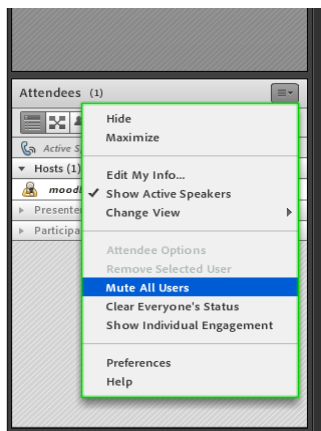 Attendees (1)
Hide
Maximize
Active S
Hosts (1)
Edit My Info...
moodl
Show Active Speakers
Presente
Change View
Participa
Attendee Options
Remove Selected User
Mute All Users
Clear Everyone's Status
Show Individual Engagement
Preferences
Help